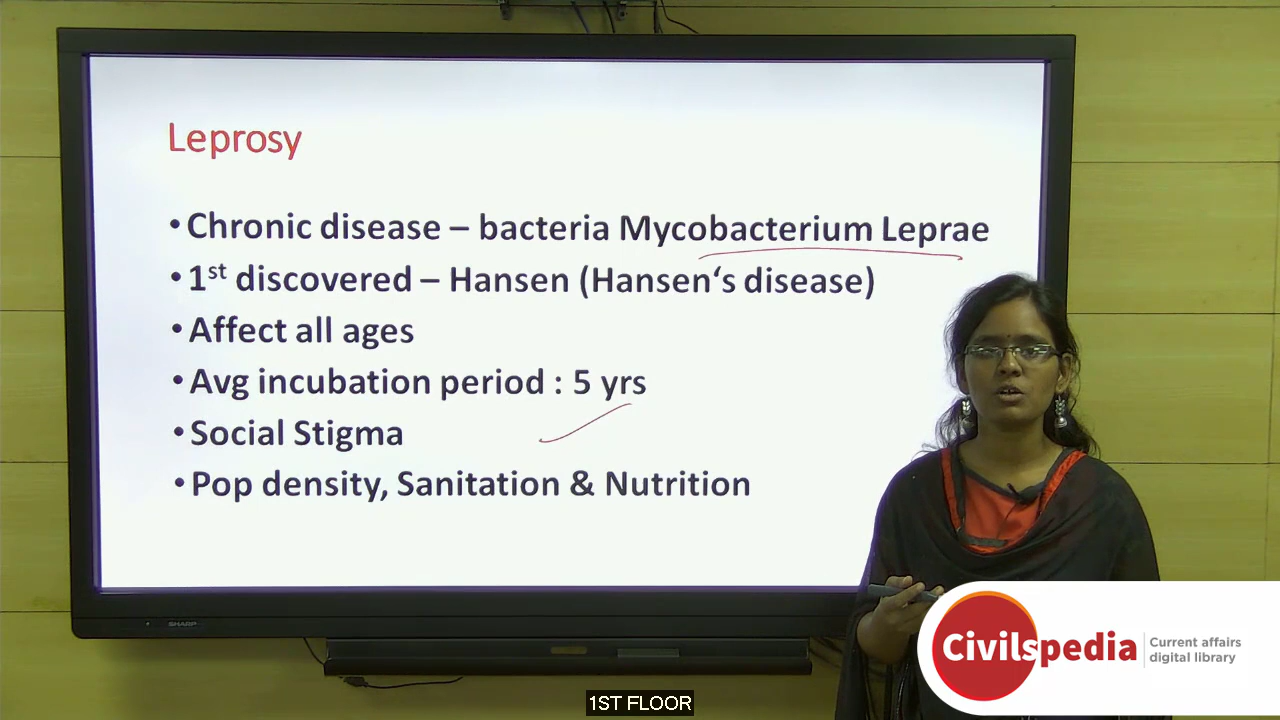 Leprosy
•Chronic disease – bacteria Mycobacterium Leprae
•1st discovered – Hansen (Hansen‘s disease)
•Affect all ages
•Avg incubation period : 5 yrs
•Social Stigma
•Pop density, Sanitation & Nutrition
SHARP
Civilspedia
Current affairs
digital library
1ST FLOOR